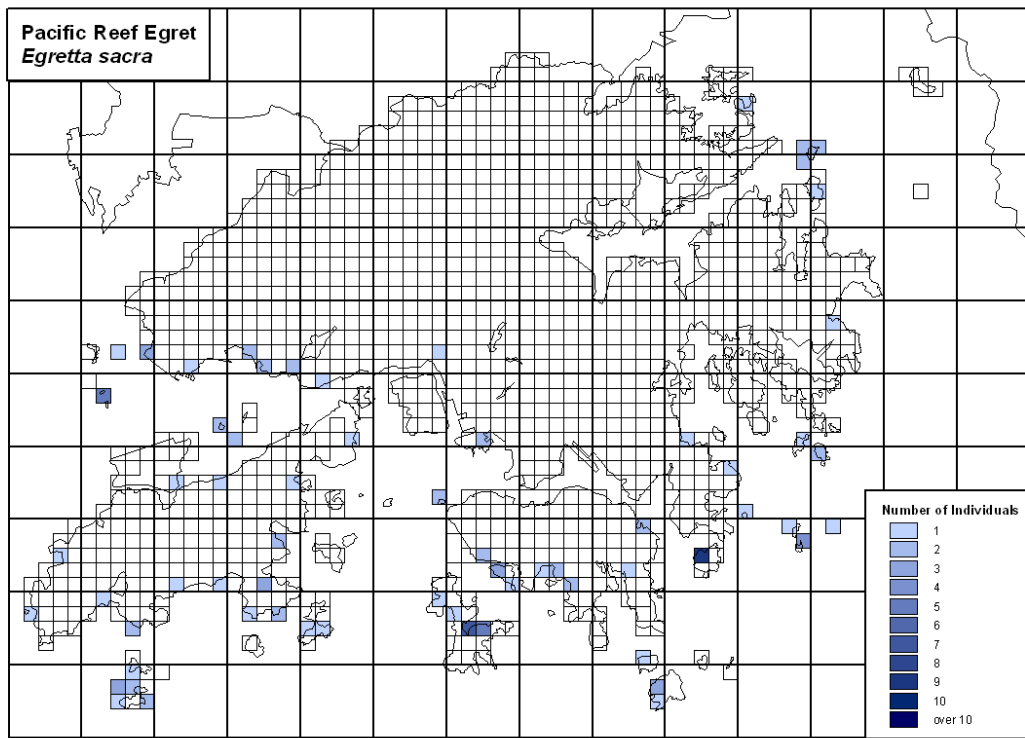 Pacific Reef Egret
Egretta sacra
Number of Individuals
1
2
3
4
5
6
7
8
9
10
over 10